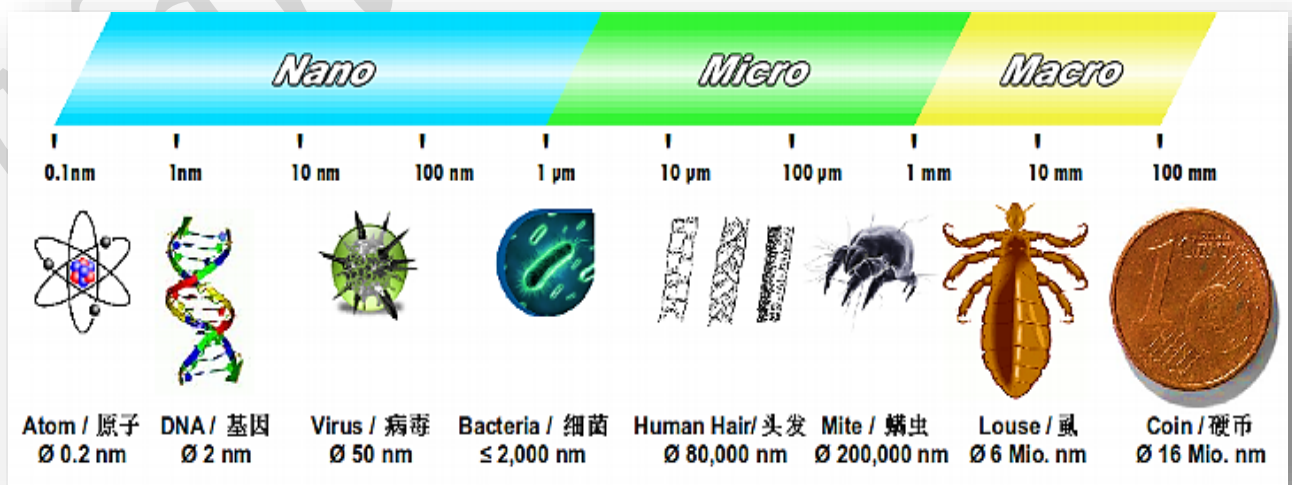 Nano Micro Macro
0.1nm 1nm 10 nm 100 nm 1 µm 10 µm 100 µm 1 mm 10 mm 100 mm
1
Atom / 原子 DNA / 基因 Virus / 病毒 Bacteria / 细菌 Human Hair/ 头发 Mite / 螨虫 Louse / 虱 Coin / 硬币
Ø 0.2 nm Ø 2 nm Ø 50 nm ≤ 2,000 nm Ø 80,000 nm Ø 200,000 nm Ø 6 Mio. nm Ø 16 Mio. nm